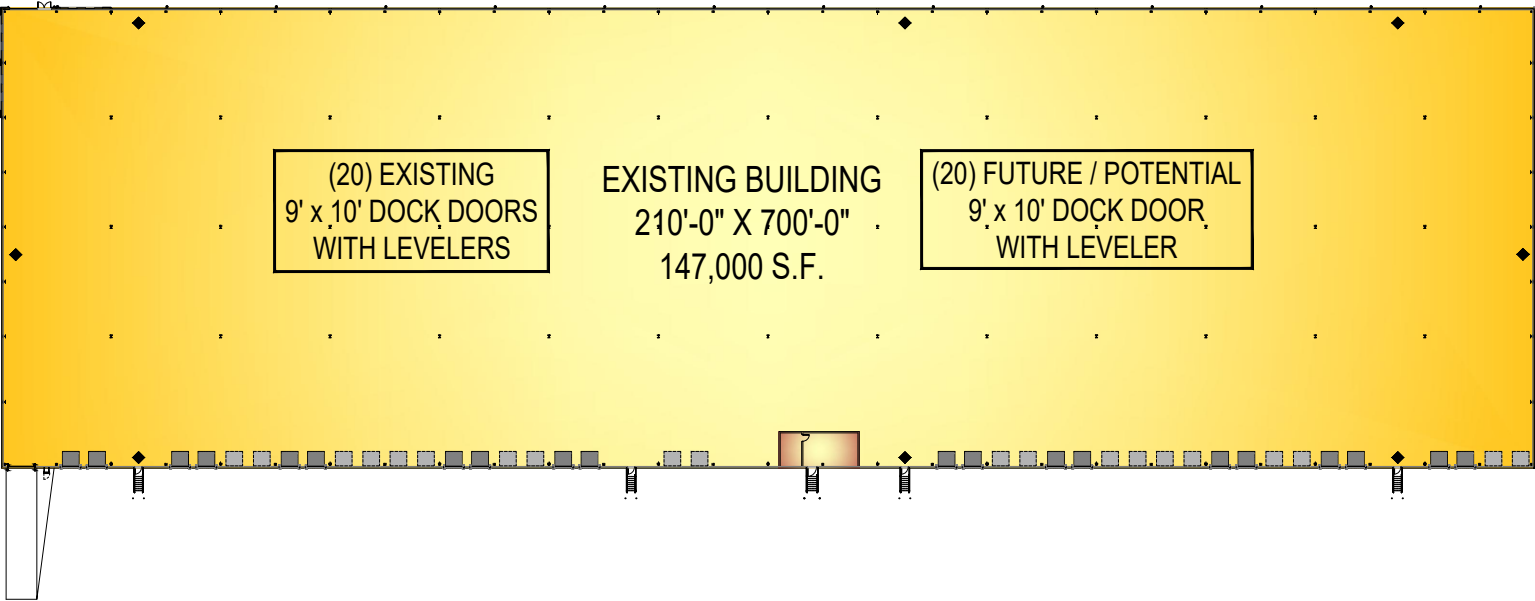 (20) EXISTING
9' x 10' DOCK DOORS
WITH LEVELERS
EXISTING BUILDING
210'-0" X 700'-0"
147,000 S.F.
(20) FUTURE / POTENTIAL
9' x 10' DOCK DOOR
WITH LEVELER